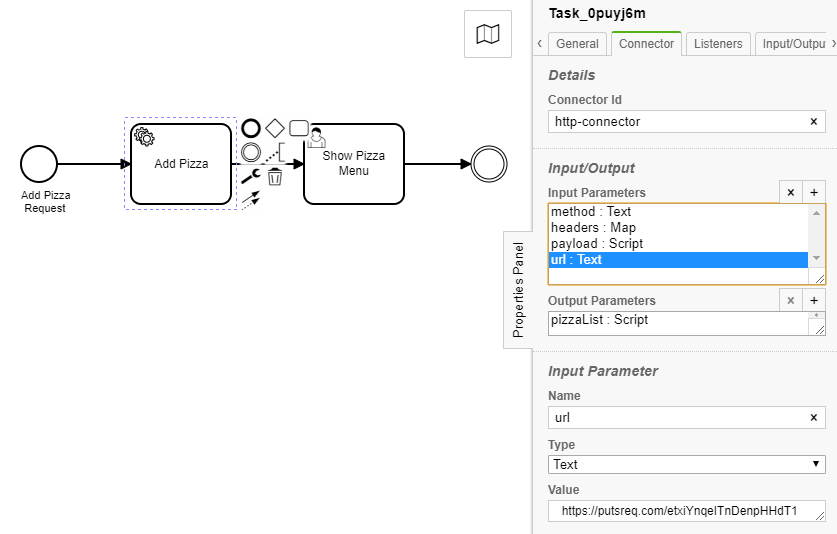 Task_0puyj6m
General
Connector
Listeners
Input/Outpu
Details
Connector Id
http-connector
Input/Output
Input Parameters
method : Text
headers : Map
payload : Script
url : Text
Output Parameters
pizzaList : Script
Input Parameter
Name
url
Type
Text
Value
https://putsreq.com/etxiYnqeITnDenpHHdT1
Properties Panel
Add Pizza
Request
Add Pizza
Show Pizza
Menu